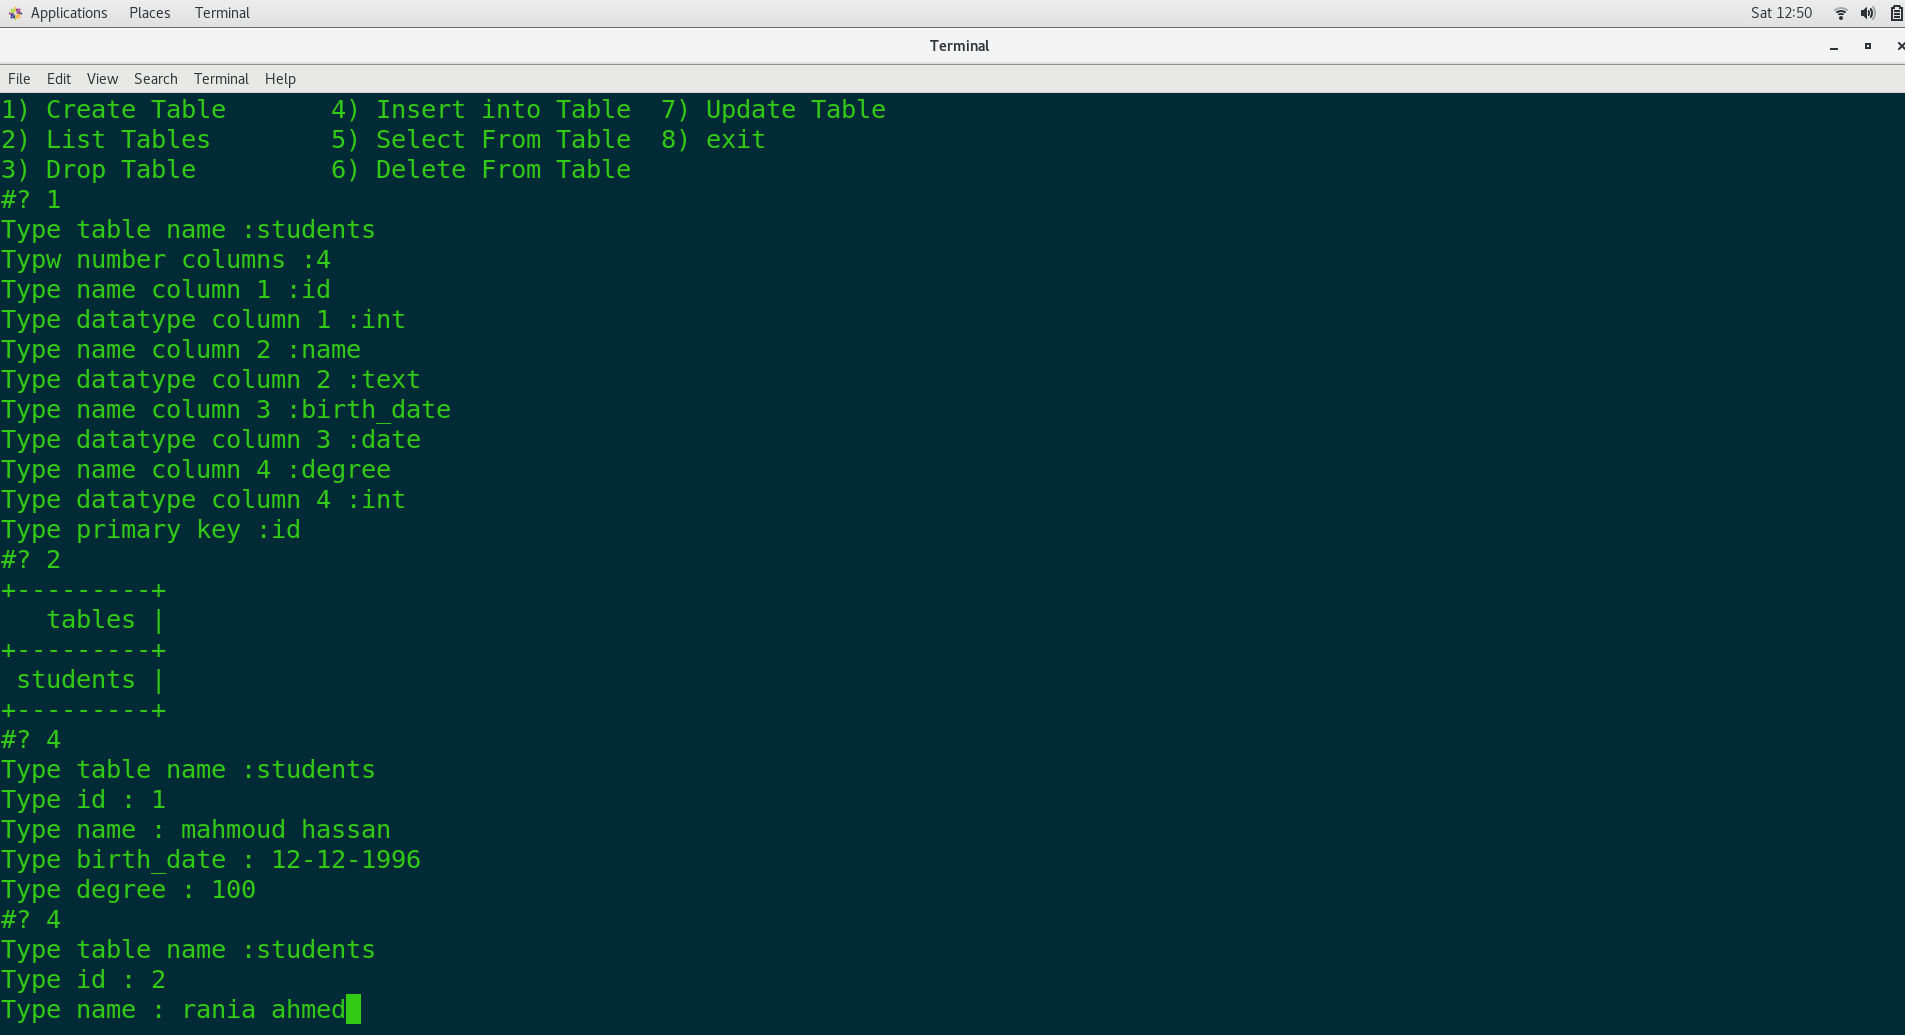 Applications Places Terminal Sat 12:50
Terminal
File Edit View Search Terminal Help
1) Create Table       4) Insert into Table  7) Update Table
2) List Tables        5) Select From Table  8) exit
3) Drop Table         6) Delete From Table
#? 1
Type table name :students
Typw number columns :4
Type name column 1 :id
Type datatype column 1 :int
Type name column 2 :name
Type datatype column 2 :text
Type name column 3 :birth_date
Type datatype column 3 :date
Type name column 4 :degree
Type datatype column 4 :int
Type primary key :id
#? 2
+---------+
   tables |
+---------+
 students |
+---------+
#? 4
Type table name :students
Type id : 1
Type name : mahmoud hassan
Type birth_date : 12-12-1996
Type degree : 100
#? 4
Type table name :students
Type id : 2
Type name : rania ahmed